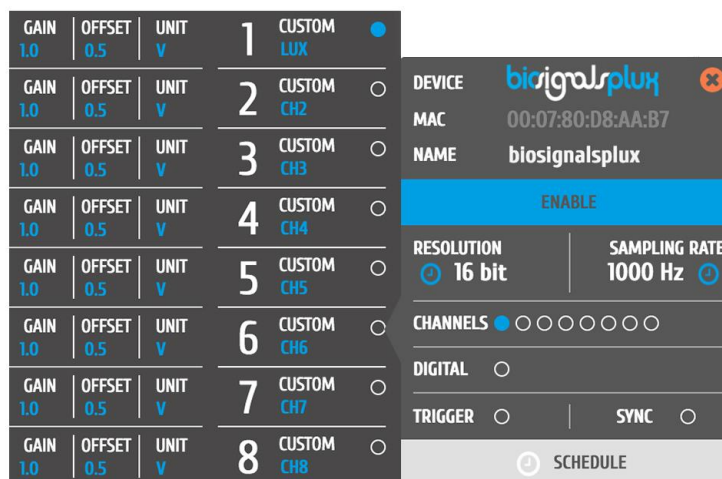 GAIN OFFSET UNIT 1 CUSTOM
1.0 0.5 V LUX
GAIN OFFSET UNIT 2 CUSTOM
1.0 0.5 V CH2
GAIN OFFSET UNIT 3 CUSTOM
1.0 0.5 V CH3
GAIN OFFSET UNIT 4 CUSTOM
1.0 0.5 V CH4
GAIN OFFSET UNIT 5 CUSTOM
1.0 0.5 V CH5
GAIN OFFSET UNIT 6 CUSTOM
1.0 0.5 V CH6
GAIN OFFSET UNIT 7 CUSTOM
1.0 0.5 V CH7
GAIN OFFSET UNIT 8 CUSTOM
1.0 0.5 V CH8
DEVICE biosignalsplux
MAC 00:07:80:D8:AA:B7
NAME biosignalsplux
ENABLE
RESOLUTION SAMPLING RATE
16 bit 1000 Hz
CHANNELS
DIGITAL
TRIGGER SYNC
SCHEDULE